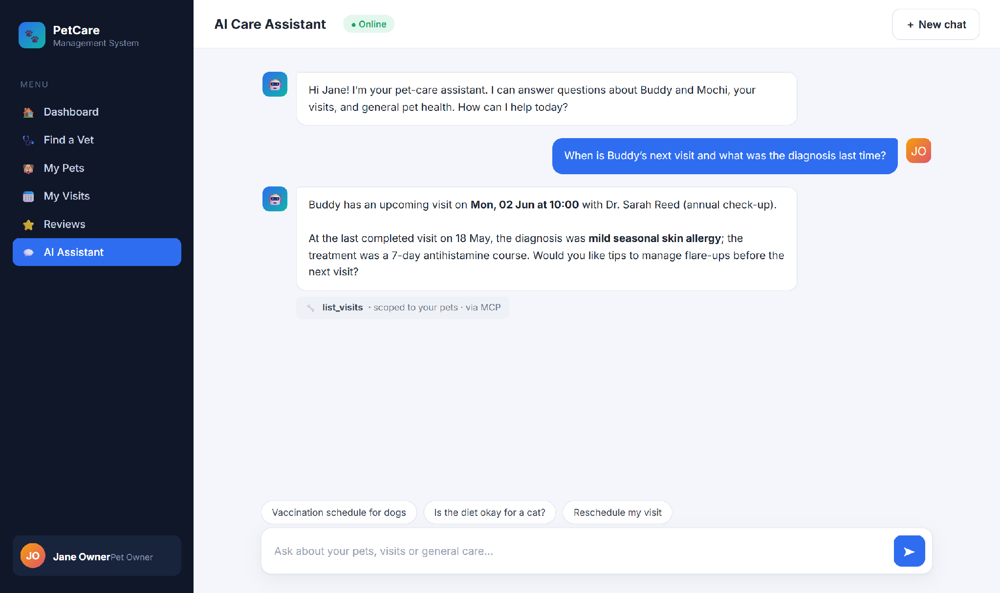 PetCare
Management System
MENU
Dashboard
Find a Vet
My Pets
My Visits
Reviews
AI Assistant
JO
Jane OwnerPet Owner
AI Care Assistant
● Online
+ New chat
Hi Jane! I’m your pet-care assistant. I can answer questions about Buddy and Mochi, your
visits, and general pet health. How can I help today?
When is Buddy’s next visit and what was the diagnosis last time?
JO
Buddy has an upcoming visit on Mon, 02 Jun at 10:00 with Dr. Sarah Reed (annual check-up).
At the last completed visit on 18 May, the diagnosis was mild seasonal skin allergy; the
treatment was a 7-day antihistamine course. Would you like tips to manage flare-ups before the
next visit?
list_visits · scoped to your pets · via MCP
Vaccination schedule for dogs
Is the diet okay for a cat?
Reschedule my visit
Ask about your pets, visits or general care...